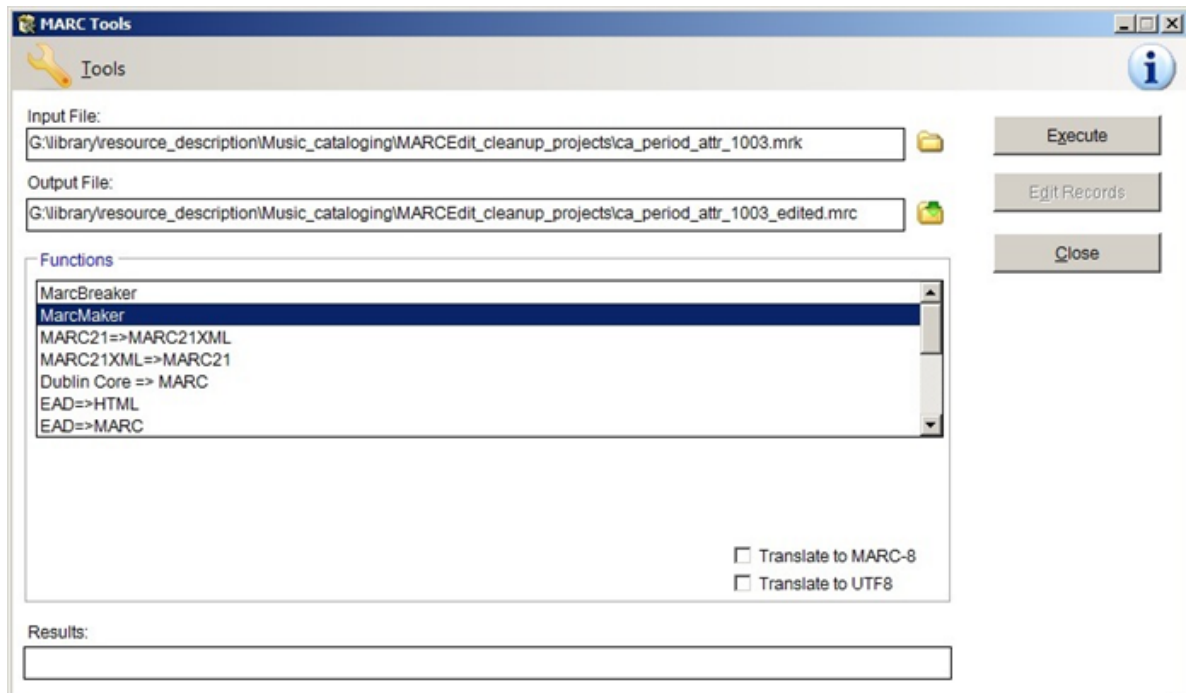 MARC Tools
Tools
Input File:
G:\library\resource_description\Music_cataloging\MARCEdit_cleanup_projects\ca_period_attr_1003.mrk
Execute
Output File:
G:\library\resource_description\Music_cataloging\MARCEdit_cleanup_projects\ca_period_attr_1003_edited.mrc
Edit Records
Close
Functions
MarcBreaker
MarcMaker
MARC21=>MARC21XML
MARC21XML=>MARC21
Dublin Core => MARC
EAD=>HTML
EAD=>MARC
Translate to MARC-8
Translate to UTF8
Results: